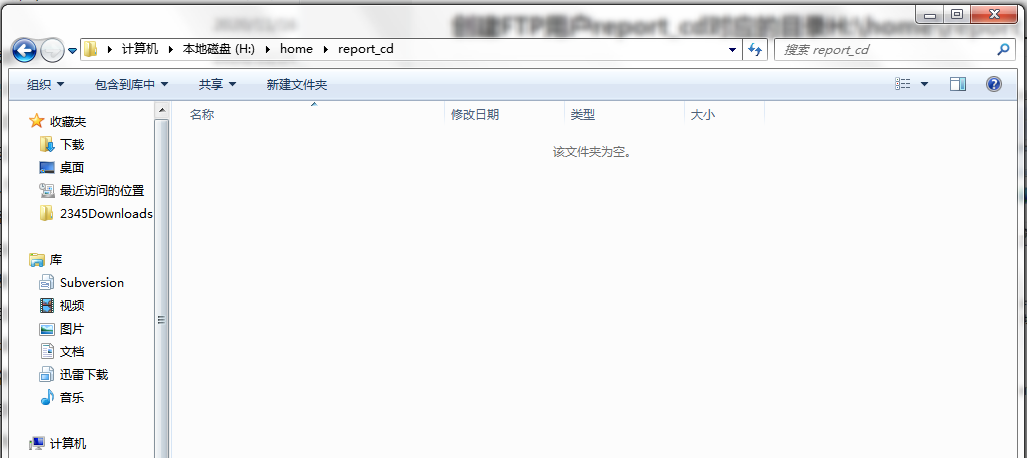 创建FTP用户report_cd对应的目录H:\home\report
计算机 本地磁盘 (H:) home report_cd
搜索 report_cd
组织 包含到库中 共享 新建文件夹
名称 修改日期 类型 大小
该文件夹为空。
收藏夹
下载
桌面
最近访问的位置
2345Downloads
库
Subversion
视频
图片
文档
迅雷下载
音乐
计算机